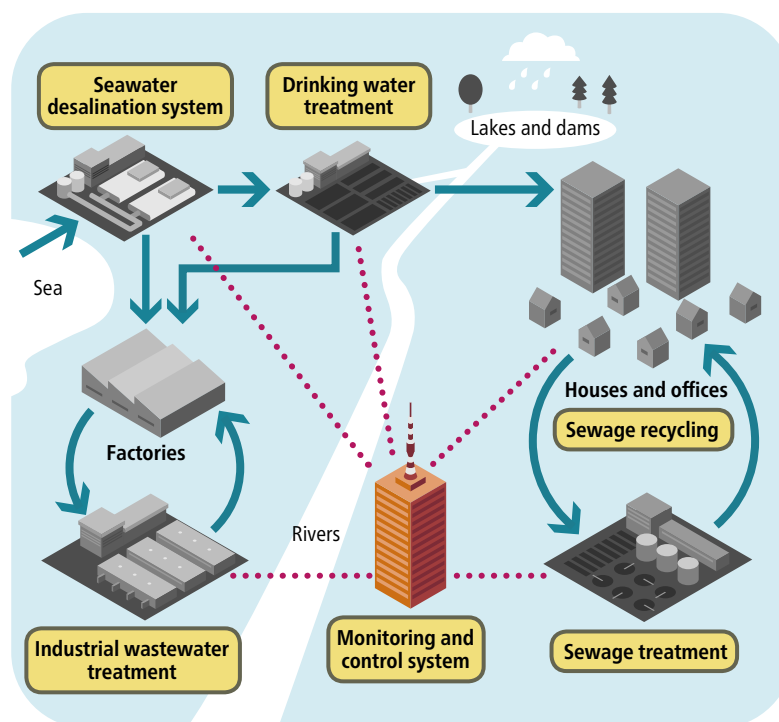 Seawater
desalination system
Drinking water
treatment
Lakes and dams
Sea
Houses and offices
Sewage recycling
Factories
Rivers
Industrial wastewater
treatment
Monitoring and
control system
Sewage treatment